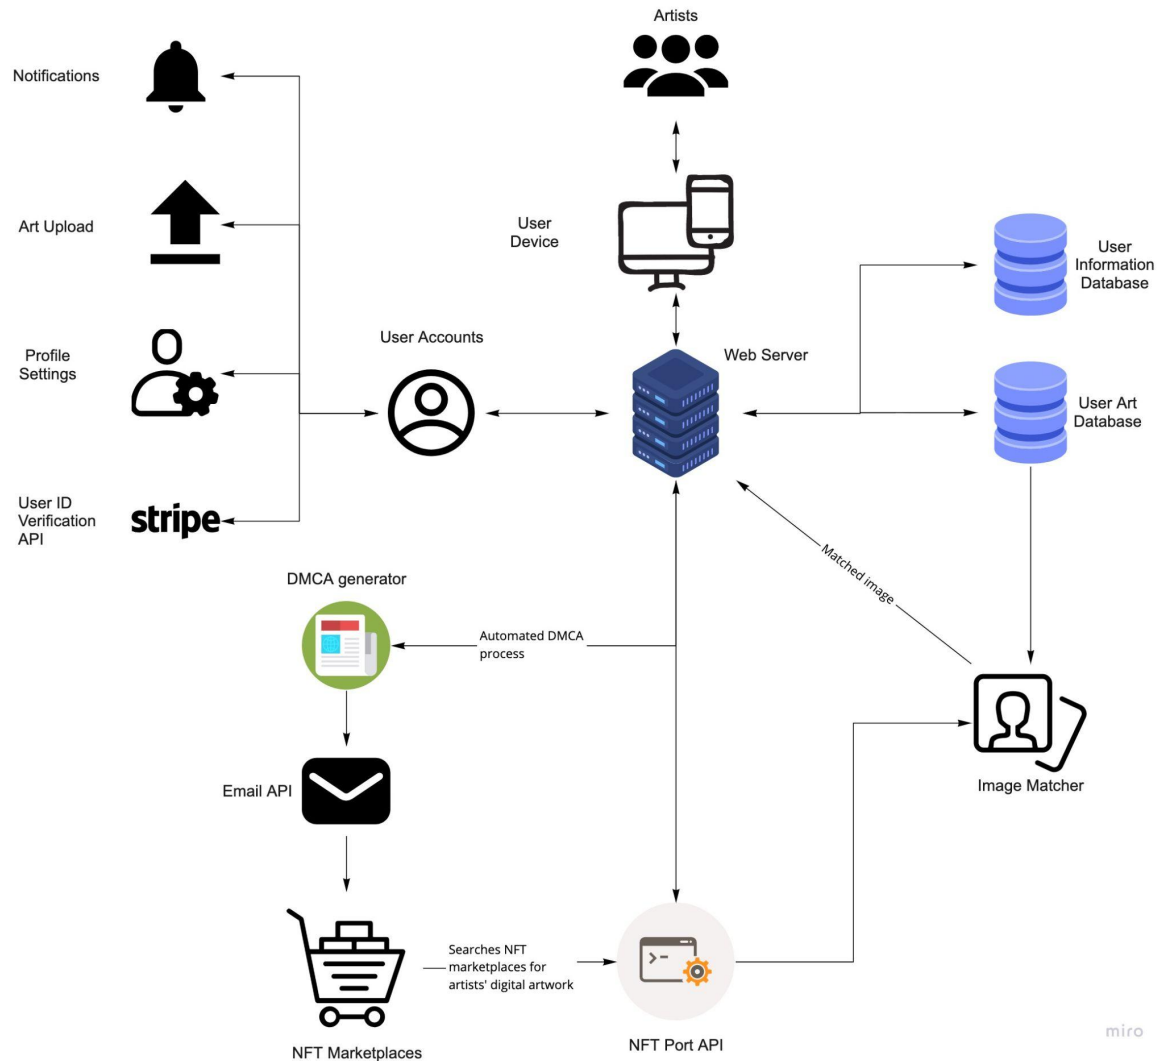 Artists
Notifications
Art Upload
User
Device
User
Information
Database
Profile
Settings
User Accounts
Web Server
User Art
Database
User ID
Verification
API
stripe
Matched image
DMCA generator
Automated DMCA
process
Email API
Image Matcher
Searches NFT
marketplaces for
artists' digital artwork
NFT Marketplaces
NFT Port API
miro